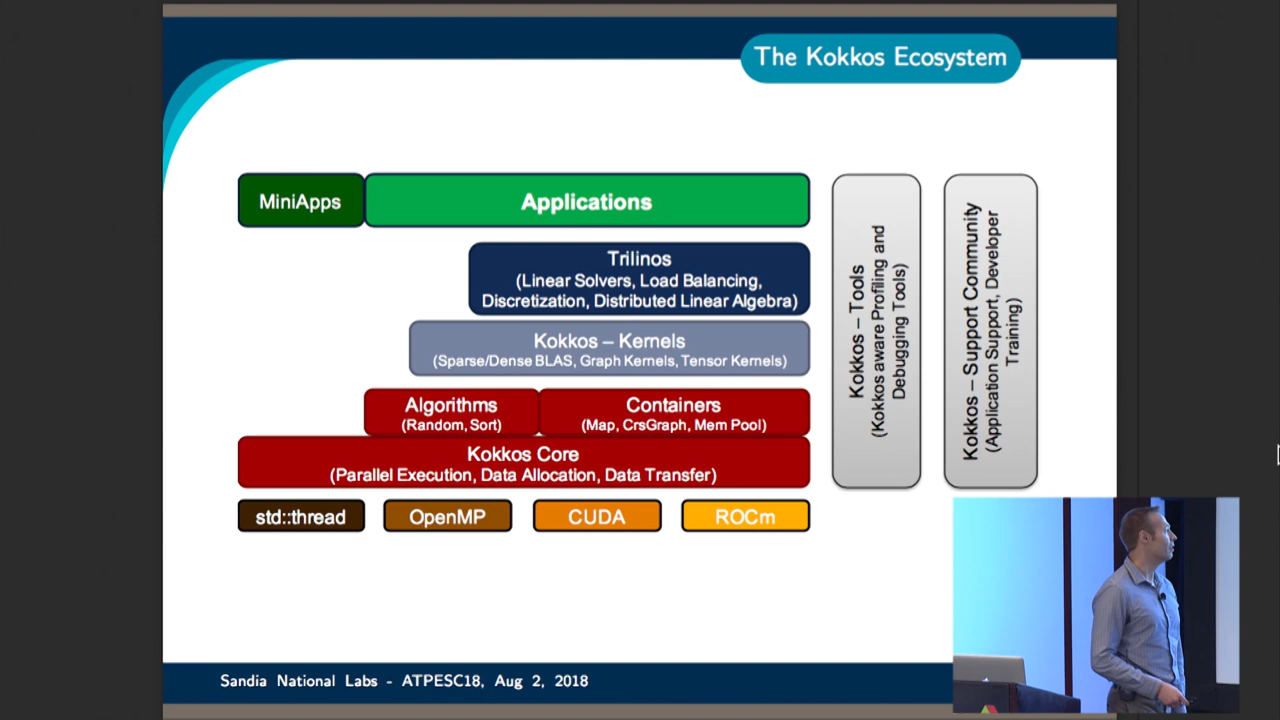 The Kokkos Ecosystem
MiniApps
Applications
Trilinos
(Linear Solvers, Load Balancing,
Discretization, Distributed Linear Algebra)
Kokkos – Kernels
(Sparse/Dense BLAS, Graph Kernels, Tensor Kernels)
Algorithms
(Random, Sort)
Containers
(Map, CrsGraph, Mem Pool)
Kokkos Core
(Parallel Execution, Data Allocation, Data Transfer)
std::thread
OpenMP
CUDA
ROCm
Kokkos – Tools
(Kokkos aware Profiling and
Debugging Tools)
Kokkos – Support Community
(Application Support, Developer
Training)
Sandia National Labs - ATPESC18, Aug 2, 2018